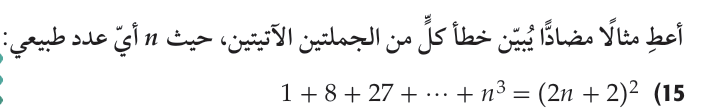 أعطِ مثالًا مضادًّا يُبيّن خطأ كلٍّ من الجملتين الآتيتين، حيث n أيّ عدد طبيعي:
15) 1 + 8 + 27 + ⋯ + n³ = (2n + 2)²